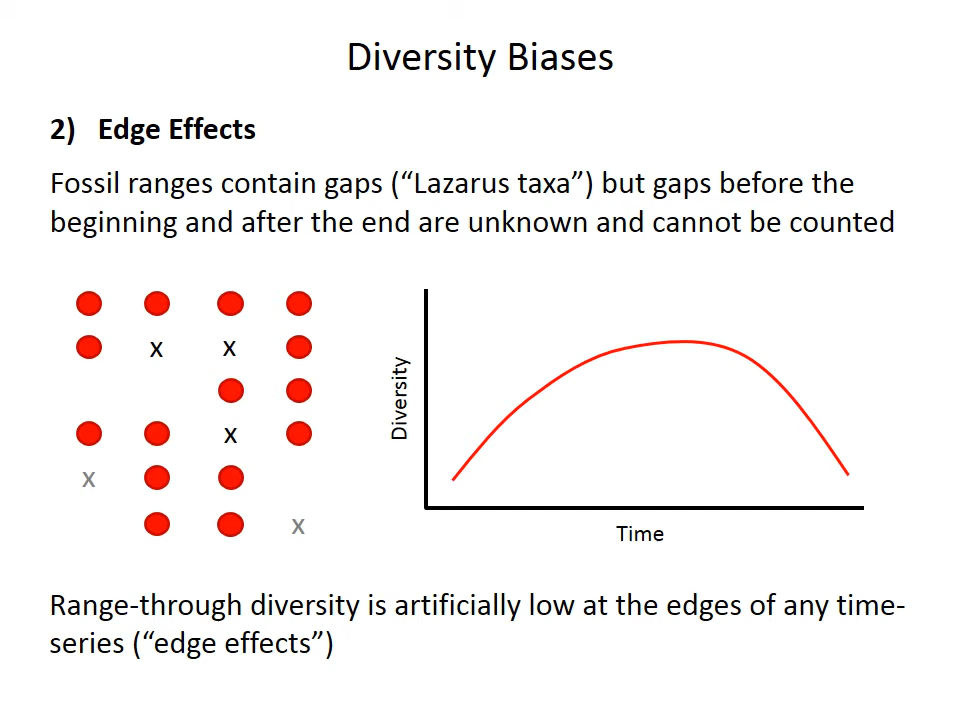 Diversity Biases
2) Edge Effects
Fossil ranges contain gaps (“Lazarus taxa”) but gaps before the
beginning and after the end are unknown and cannot be counted
x x
x
x
x
Diversity
Time
Range-through diversity is artificially low at the edges of any time-
series (“edge effects”)